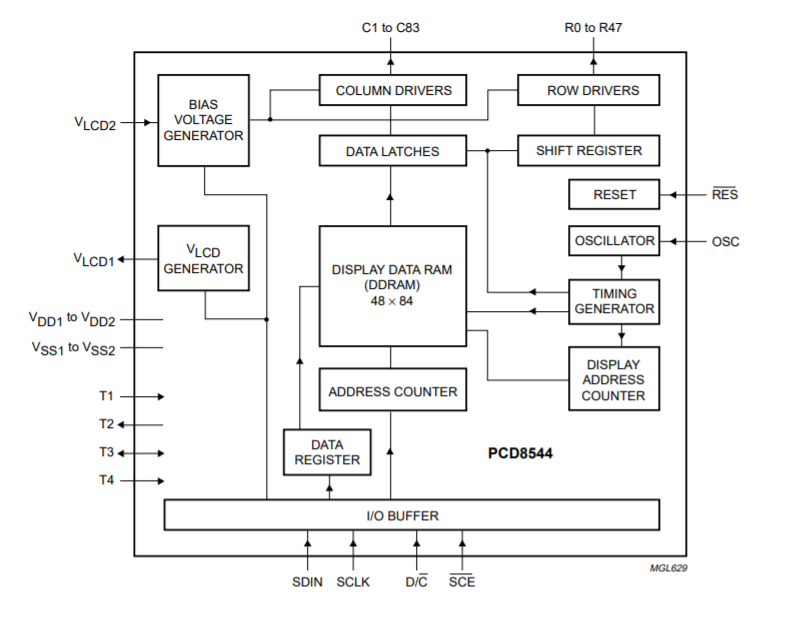 C1 to C83
R0 to R47
BIAS
VOLTAGE
GENERATOR
COLUMN DRIVERS
ROW DRIVERS
VLCD2
DATA LATCHES
SHIFT REGISTER
RESET
RES
VLCD
GENERATOR
VLCD1
DISPLAY DATA RAM
(DDRAM)
48 × 84
OSCILLATOR
OSC
TIMING
GENERATOR
VDD1 to VDD2
VSS1 to VSS2
DISPLAY
ADDRESS
COUNTER
ADDRESS COUNTER
T1
T2
T3
T4
DATA
REGISTER
PCD8544
I/O BUFFER
SDIN
SCLK
D/C
SCE
MGL629